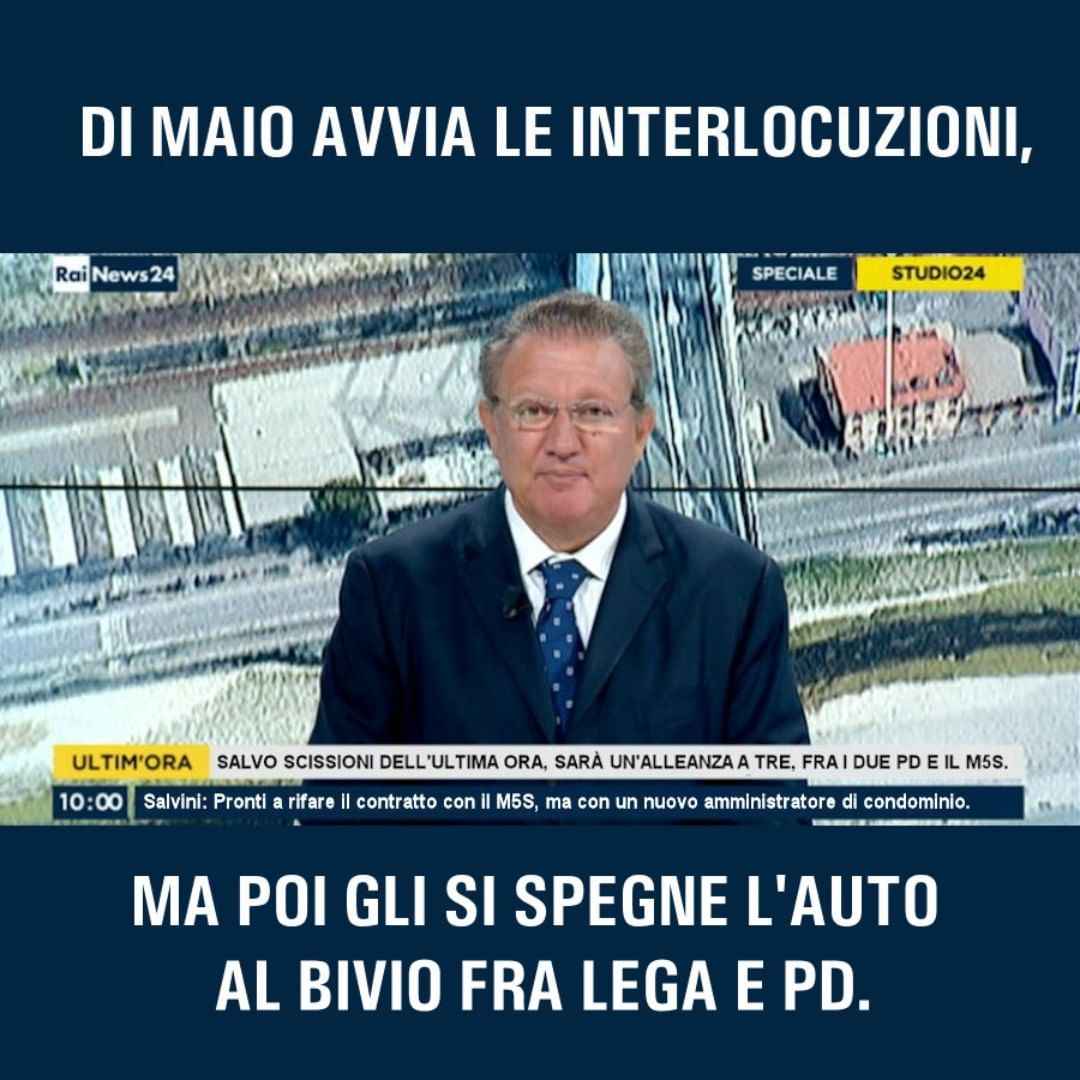 DI MAIO AVVIA LE INTERLOCUZIONI,
Rai News24
SPECIALE STUDIO24
ULTIM'ORA SALVO SCISSIONI DELL'ULTIMA ORA, SARÀ UN'ALLEANZA A TRE, FRA I DUE PD E IL M5S.
10:00 Salvini: Pronti a rifare il contratto con il M5S, ma con un nuovo amministratore di condominio.
MA POI GLI SI SPEGNE L'AUTO
AL BIVIO FRA LEGA E PD.